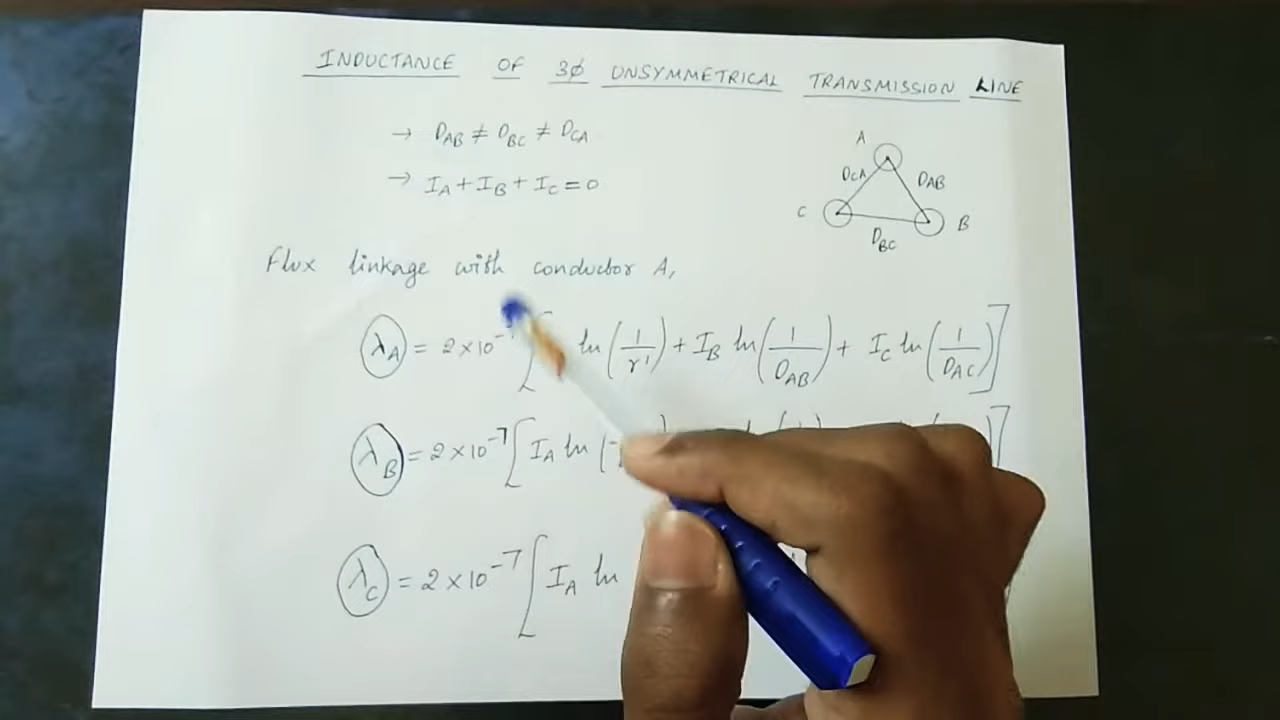 INDUCTANCE OF 3ϕ UNSYMMETRICAL TRANSMISSION LINE
→ D_AB ≠ D_BC ≠ D_CA
→ I_A + I_B + I_C = 0
A
D_CA D_AB
C B
D_BC
Flux linkage with conductor A,
λ_A = 2×10^- [ ln(1/r') + I_B ln(1/D_AB) + I_C ln(1/D_AC)]
λ_B = 2×10^-7 [I_A ln (
λ_C = 2×10^-7 [I_A ln